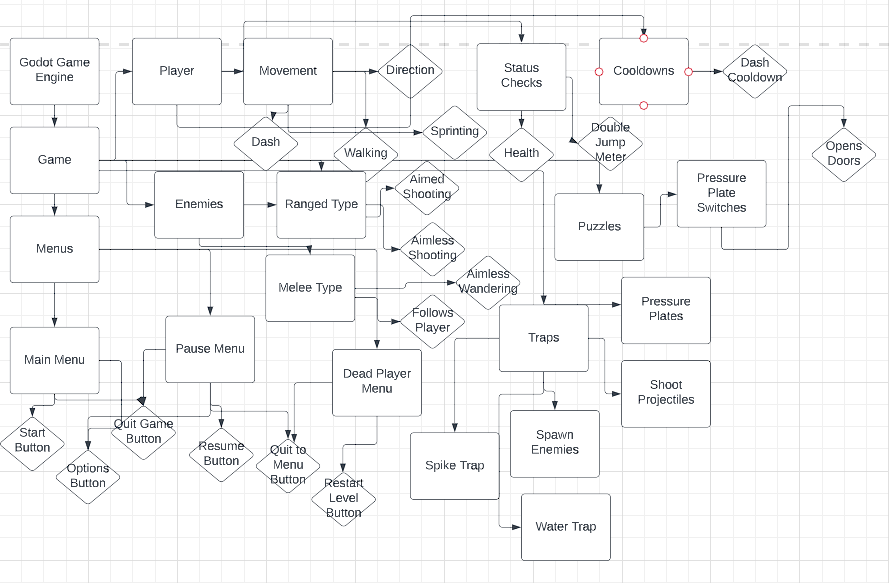 Godot Game
Engine
Player
Movement
Direction
Status
Checks
Cooldowns
Dash
Cooldown
Game
Dash
Walking
Sprinting
Health
Double
Jump
Meter
Opens
Doors
Enemies
Ranged Type
Aimed
Shooting
Puzzles
Pressure
Plate
Switches
Menus
Aimless
Shooting
Melee Type
Aimless
Wandering
Follows
Player
Pressure
Plates
Main Menu
Pause Menu
Dead Player
Menu
Traps
Shoot
Projectiles
Start
Button
Quit Game
Button
Options
Button
Resume
Button
Quit to
Menu
Button
Restart
Level
Button
Spike Trap
Spawn
Enemies
Water Trap